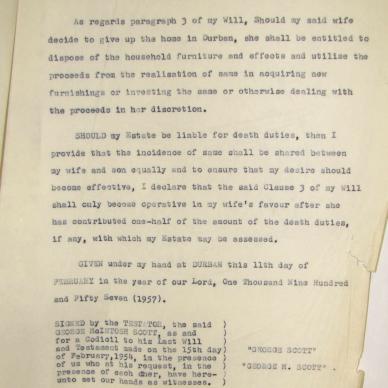 As regards paragraph 3 of my Will, Should my said wife
decide to give up the home in Durban, she shall be entitled to
dispose of the household furniture and effects and utilise the
proceeds from the realisation of same in acquiring new
furnishings or investing the same or otherwise dealing with
the proceeds in her discretion.
SHOULD my Estate be liable for death duties, then I
provide that the incidence of same shall be shared between
my wife and son equally and to ensure that my desire should
become effective, I declare that the said Clause 3 of my Will
shall only become operative in my wife's favour after she
has contributed one-half of the amount of the death duties,
if any, with which my Estate may be assessed.
GIVEN under my hand at DURBAN this 11th day of
FEBRUARY in the year of our Lord, One Thousand Nine Hundred
and Fifty Seven (1957).
SIGNED by the TESTATOR, the said )
GEORGE McINTOSH SCOTT, as and )
for a Codicil to his Last Will )
and Testament made on the 15th day) "GEORGE SCOTT"
of February, 1954, in the presence )
of us who at his request, in the ) "GEORGE M. SCOTT" .
presence of each other, have here- )
unto set our hands as witnesses. )